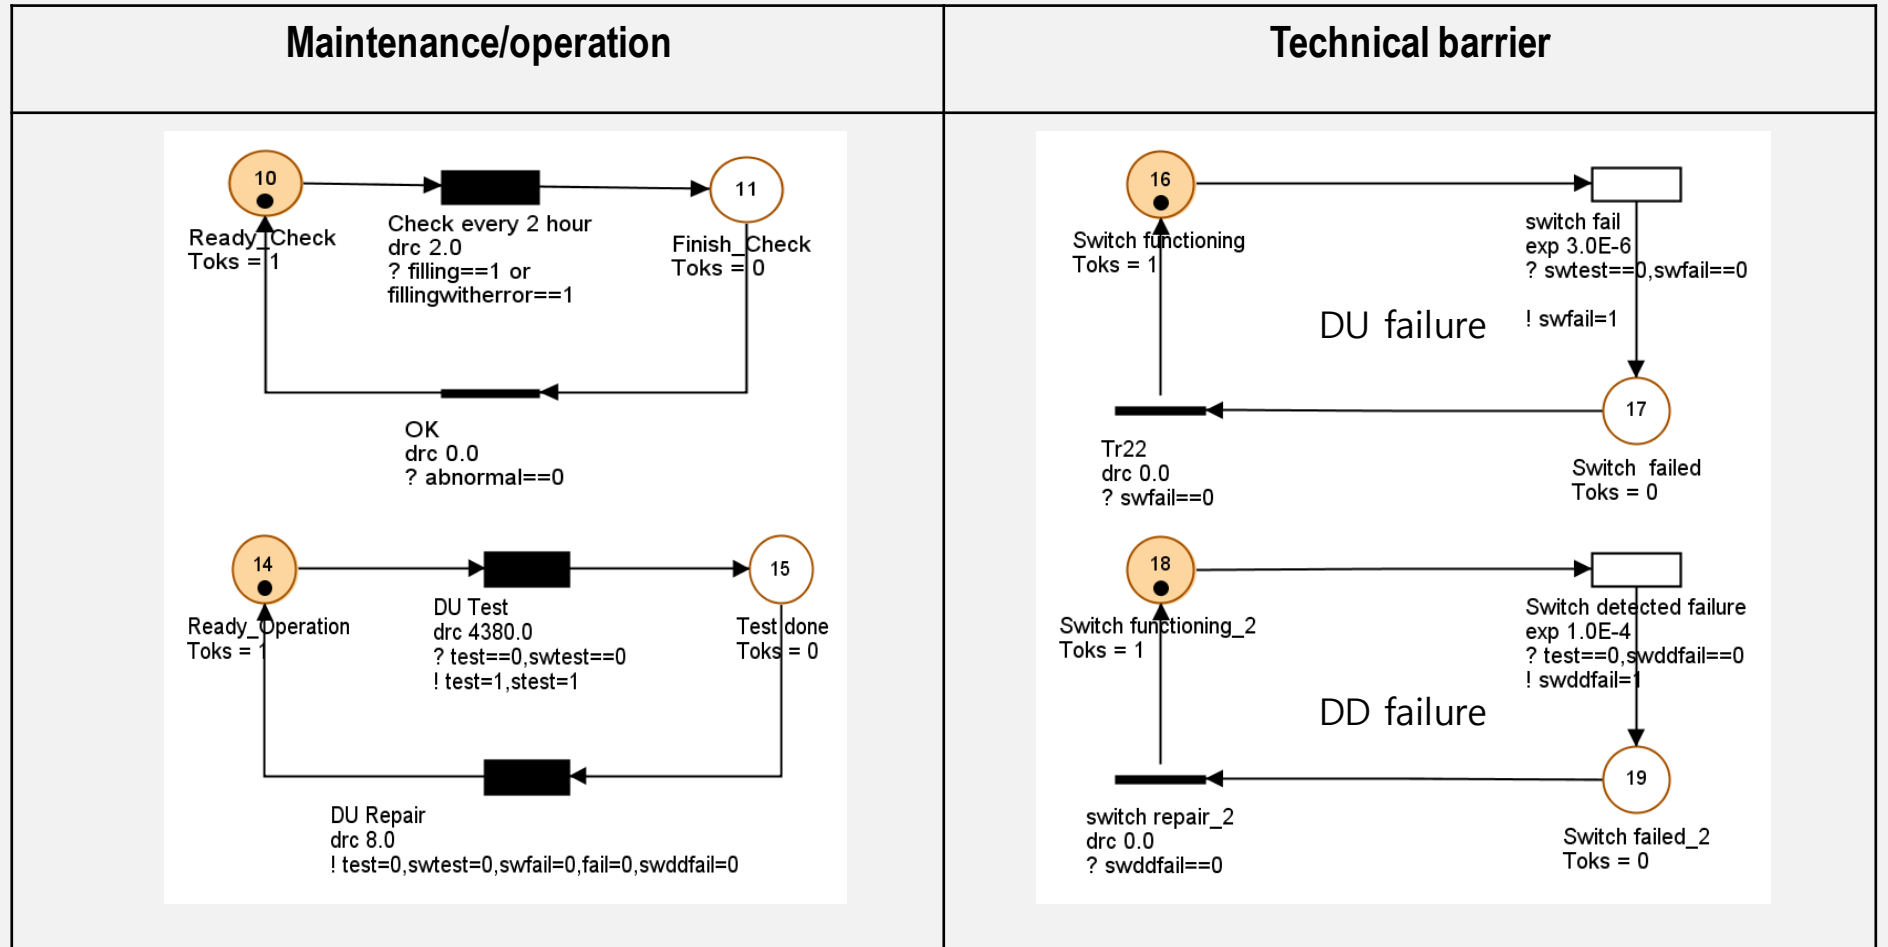 Maintenance/operation
Technical barrier
10
11
Check every 2 hour
drc 2.0
? filling==1 or
fillingwitherror==1
Ready_Check
Toks = 1
Finish_Check
Toks = 0
OK
drc 0.0
? abnormal==0
14
15
DU Test
drc 4380.0
? test==0,swtest==0
! test=1,stest=1
Ready_Operation
Toks = 1
Test done
Toks = 0
DU Repair
drc 8.0
! test=0,swtest=0,swfail=0,fail=0,swddfail=0
16
switch fail
exp 3.0E-6
? swtest==0,swfail==0
! swfail=1
Switch functioning
Toks = 1
DU failure
17
Tr22
drc 0.0
? swfail==0
Switch  failed
Toks = 0
18
Switch detected failure
exp 1.0E-4
? test==0,swddfail==0
! swddfail=1
Switch functioning_2
Toks = 1
DD failure
19
switch repair_2
drc 0.0
? swddfail==0
Switch failed_2
Toks = 0